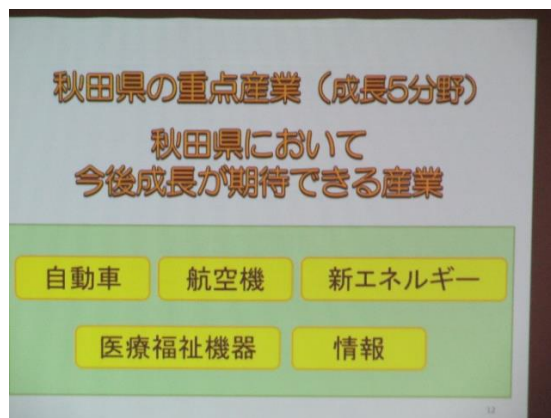 秋田県の重点産業（成長5分野）
秋田県において
今後成長が期待できる産業
自動車
航空機
新エネルギー
医療福祉機器
情報
12